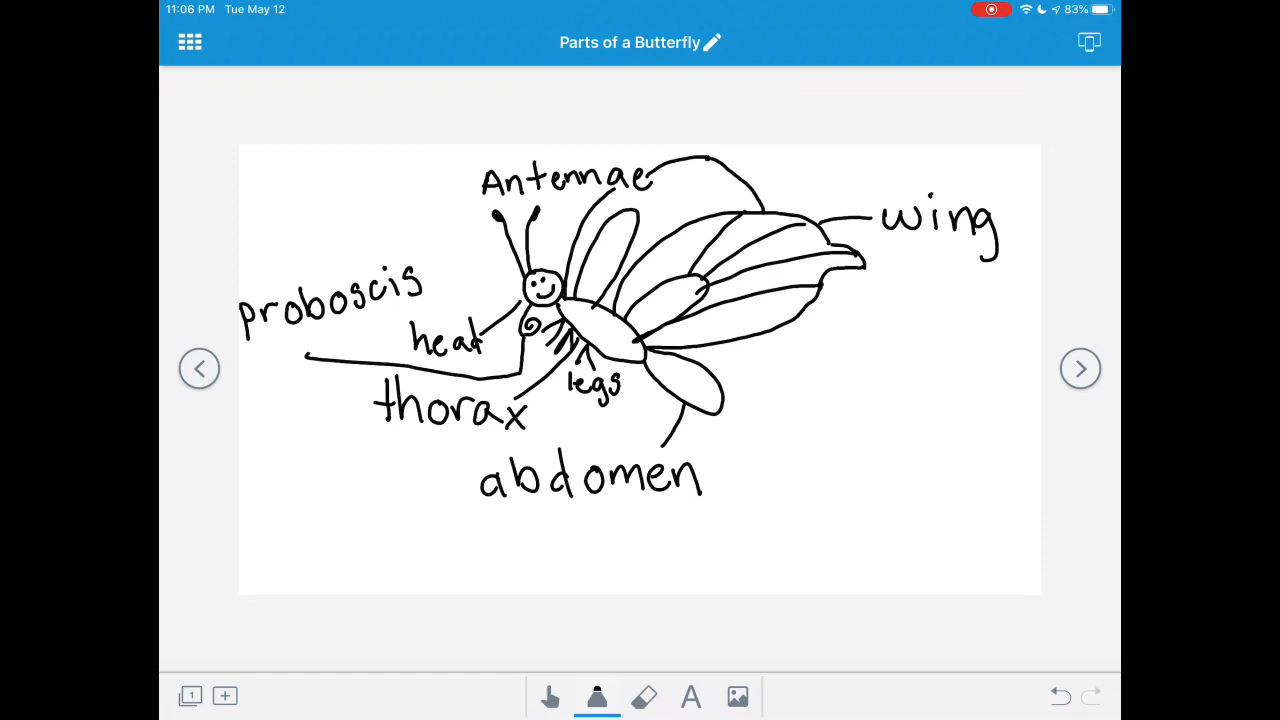 11:06 PM Tue May 12
83%
Parts of a Butterfly
Antennae
wing
proboscis
head
thorax
legs
abdomen
1
A